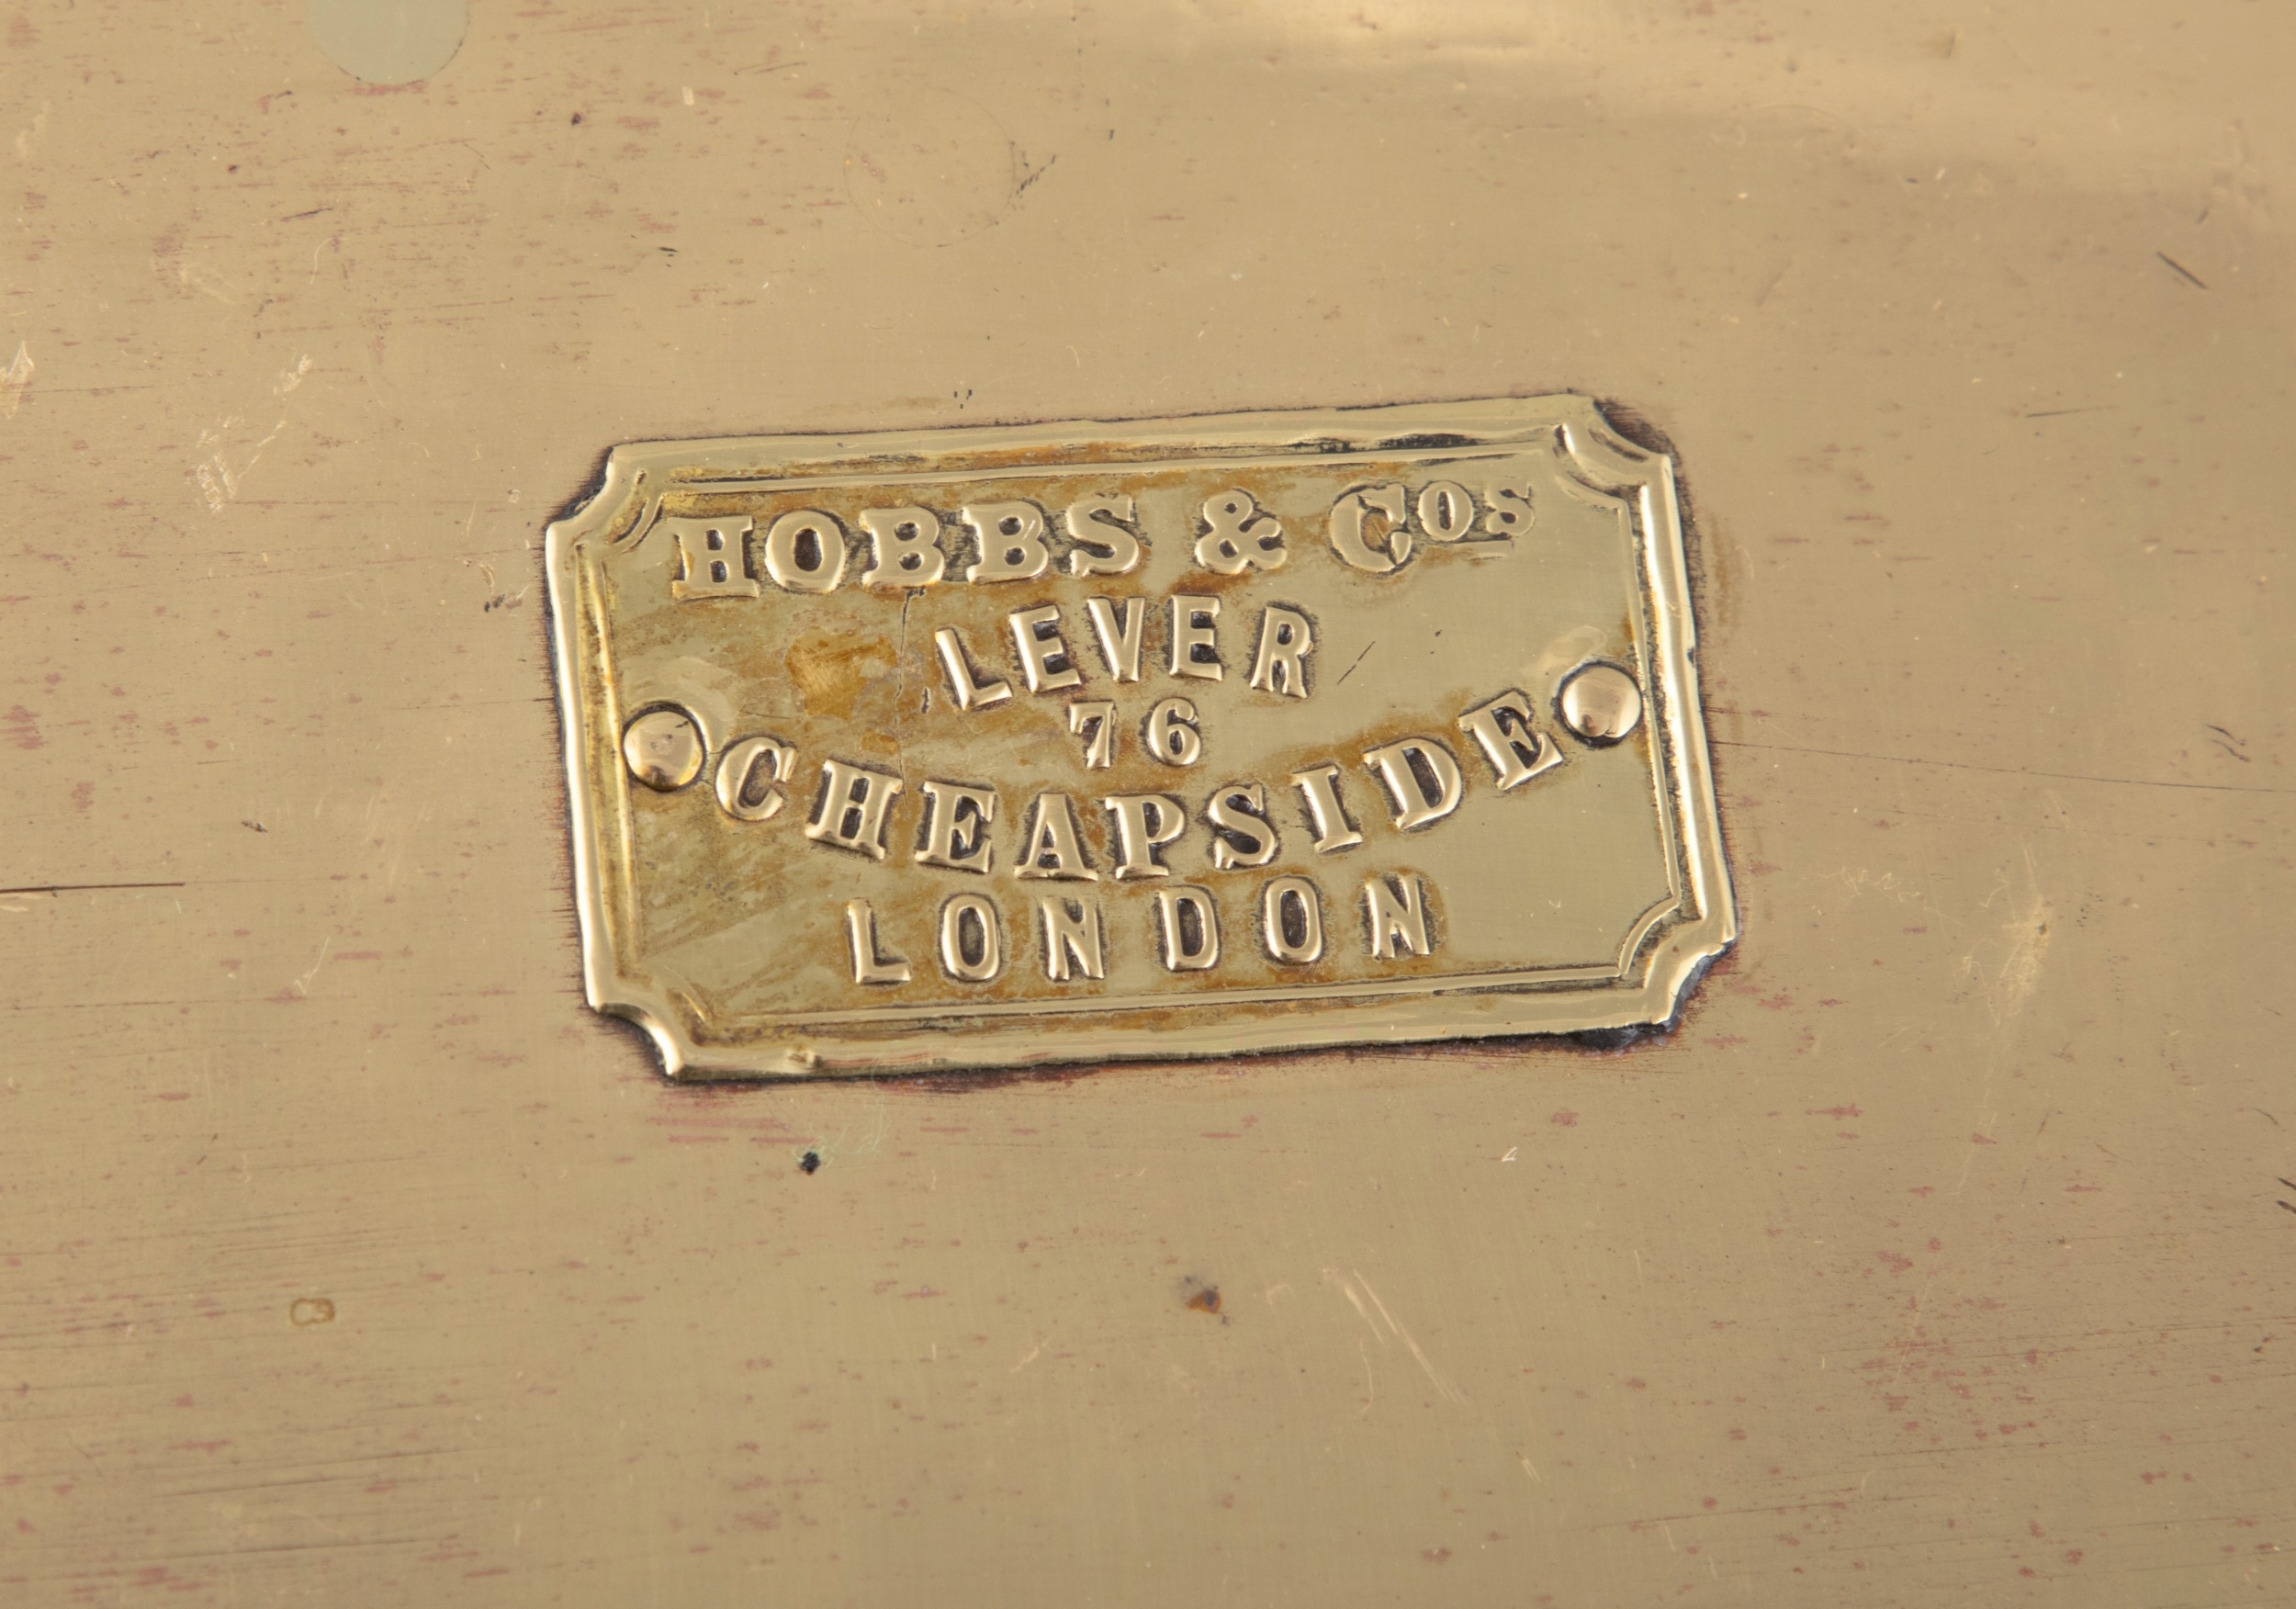 HOBBS & Cos
LEVER
76
CHEAPSIDE
LONDON